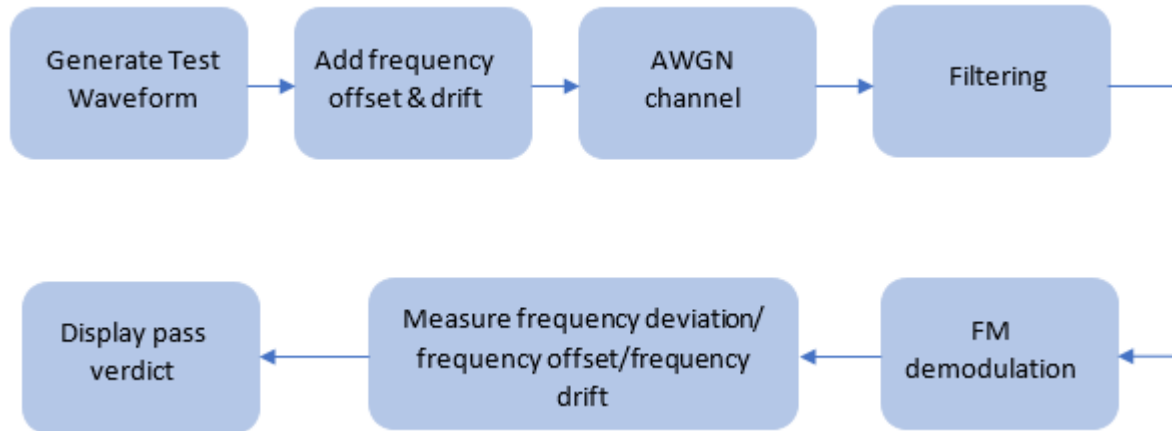 Generate Test
Waveform
Add frequency
offset & drift
AWGN
channel
Filtering
FM
demodulation
Measure frequency deviation/
frequency offset/frequency
drift
Display pass
verdict